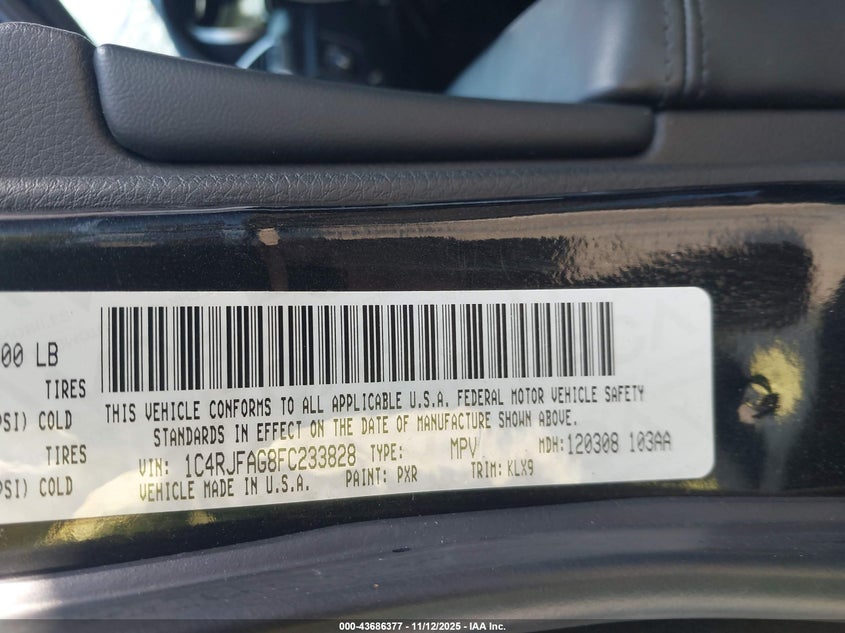 00 LB
TIRES
PSI) COLD
TIRES
PSI) COLD
THIS VEHICLE CONFORMS TO ALL APPLICABLE U.S.A. FEDERAL MOTOR VEHICLE SAFETY
STANDARDS IN EFFECT ON THE DATE OF MANUFACTURE SHOWN ABOVE.
VIN: 1C4RJFAG8FC233828 TYPE: MPV MDH:120308 103AA
VEHICLE MADE IN U.S.A. PAINT: PXR TRIM: KLX9
000-43686377 — 11/12/2025 — IAA Inc.